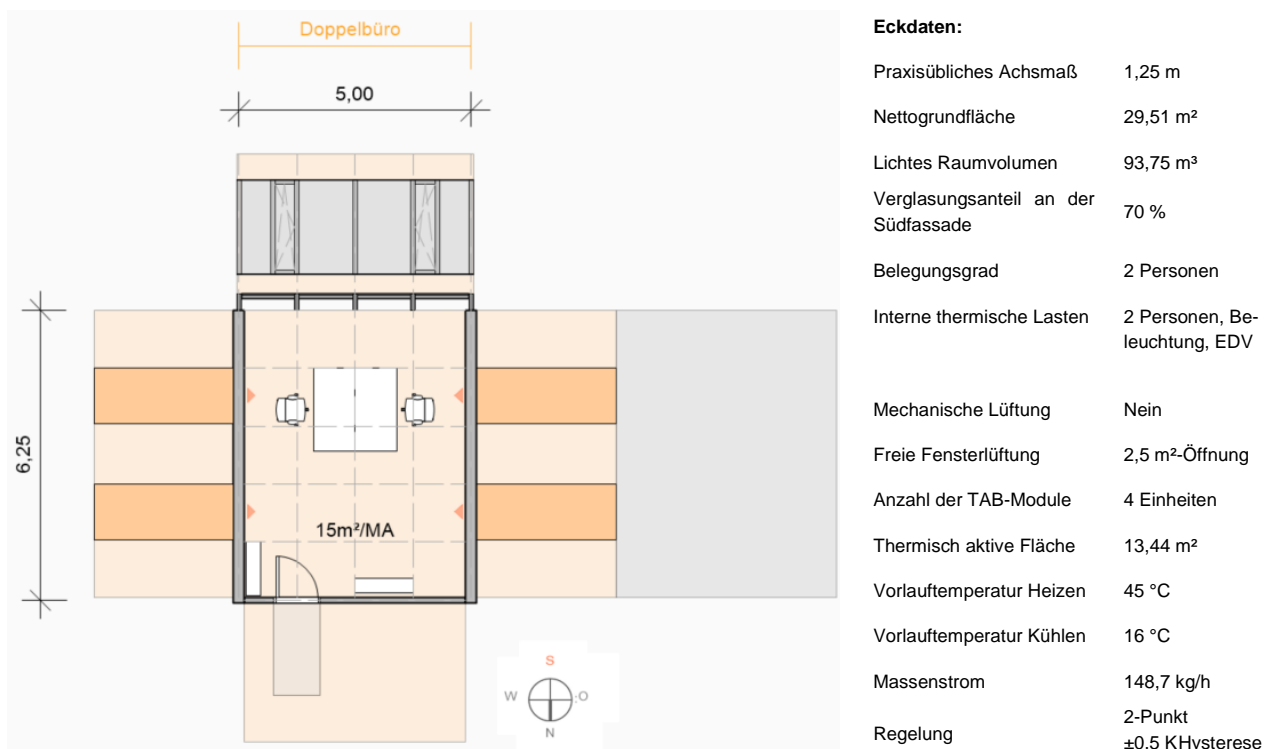 Doppelbüro
5,00
6,25
15m²/MA
S
W
O
N
Eckdaten:
Praxisübliches Achsmaß 1,25 m
Nettogrundfläche 29,51 m²
Lichtes Raumvolumen 93,75 m³
Verglasungsanteil an der
Südfassade
70 %
Belegungsgrad 2 Personen
Interne thermische Lasten 2 Personen, Be-
leuchtung, EDV
Mechanische Lüftung Nein
Freie Fensterlüftung 2,5 m²-Öffnung
Anzahl der TAB-Module 4 Einheiten
Thermisch aktive Fläche 13,44 m²
Vorlauftemperatur Heizen 45 °C
Vorlauftemperatur Kühlen 16 °C
Massenstrom 148,7 kg/h
Regelung
2-Punkt
±0,5 KHysterese